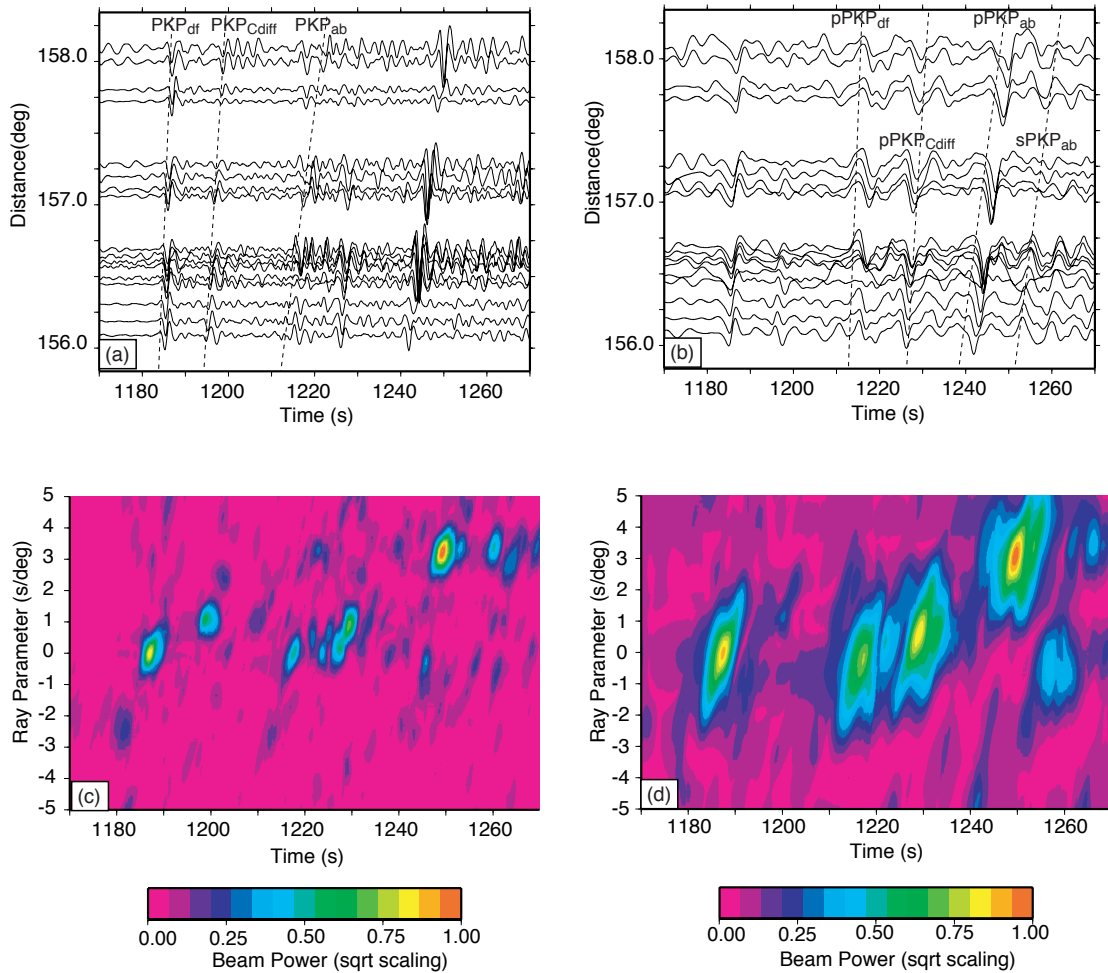 PKPdf PKPCdiff PKPab
158.0
157.0
156.0
Distance(deg)
(a)
1180 1200 1220 1240 1260
Time (s)
pPKPdf pPKPab
pPKPCdiff sPKPab
158.0
157.0
156.0
Distance(deg)
(b)
1180 1200 1220 1240 1260
Time (s)
5
4
3
2
1
0
-1
-2
-3
-4
-5
Ray Parameter (s/deg)
(c)
1180 1200 1220 1240 1260
Time (s)
0.00 0.25 0.50 0.75 1.00
Beam Power (sqrt scaling)
5
4
3
2
1
0
-1
-2
-3
-4
-5
Ray Parameter (s/deg)
(d)
1180 1200 1220 1240 1260
Time (s)
0.00 0.25 0.50 0.75 1.00
Beam Power (sqrt scaling)